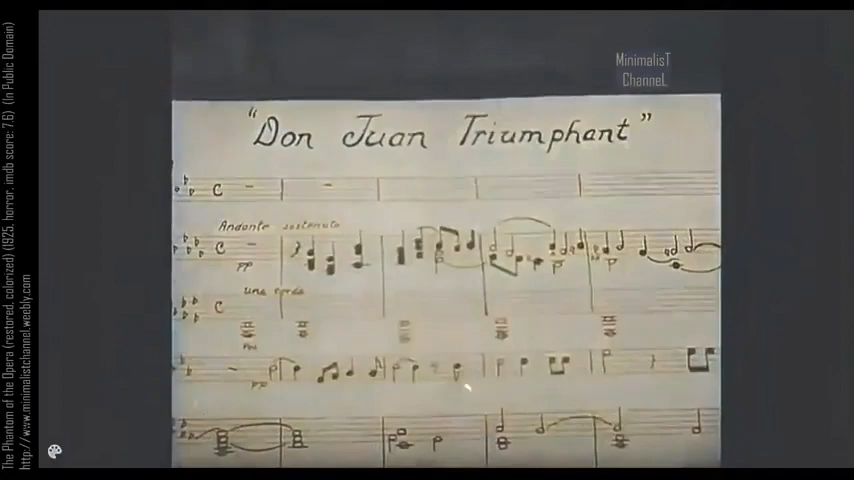 The Phantom of the Opera (restored, colorized) (1925, horror, imdb score: 7.6) (In Public Domain)
http://www.minimalistchannel.weebly.com
MinimalisT
ChanneL
"Don Juan Triumphant"
Andante sostenuto
pp
una corda
pp